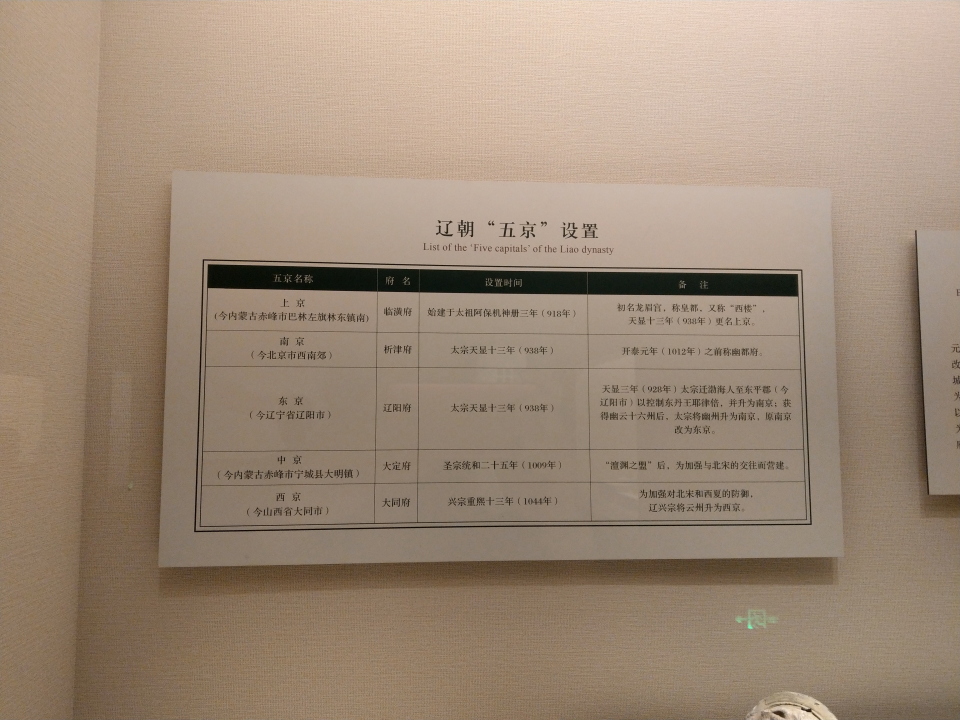 辽朝“五京”设置
List of the ‘Five capitals’ of the Liao dynasty
五京名称 府 名 设置时间 备 注
上 京
(今内蒙古赤峰市巴林左旗林东镇南)
临潢府
始建于太祖阿保机神册三年（918年）
初名龙眉宫，称皇都，又称“西楼”，
天显十三年（938年）更名上京。
南 京
（今北京市西南郊）
析津府
太宗天显十三年（938年）
开泰元年（1012年）之前称幽都府。
东 京
（今辽宁省辽阳市）
辽阳府
太宗天显十三年（938年）
天显三年（928年）太宗迁渤海人至东平郡（今
辽阳市）以控制东丹王耶律倍，并升为南京；获
得幽云十六州后，太宗将幽州升为南京，原南京
改为东京。
中 京
（今内蒙古赤峰市宁城县大明镇）
大定府
圣宗统和二十五年（1009年）
“澶渊之盟”后，为加强与北宋的交往而营建。
西 京
（今山西省大同市）
大同府
兴宗重熙十三年（1044年）
为加强对北宋和西夏的防御，
辽兴宗将云州升为西京。
元
改
城